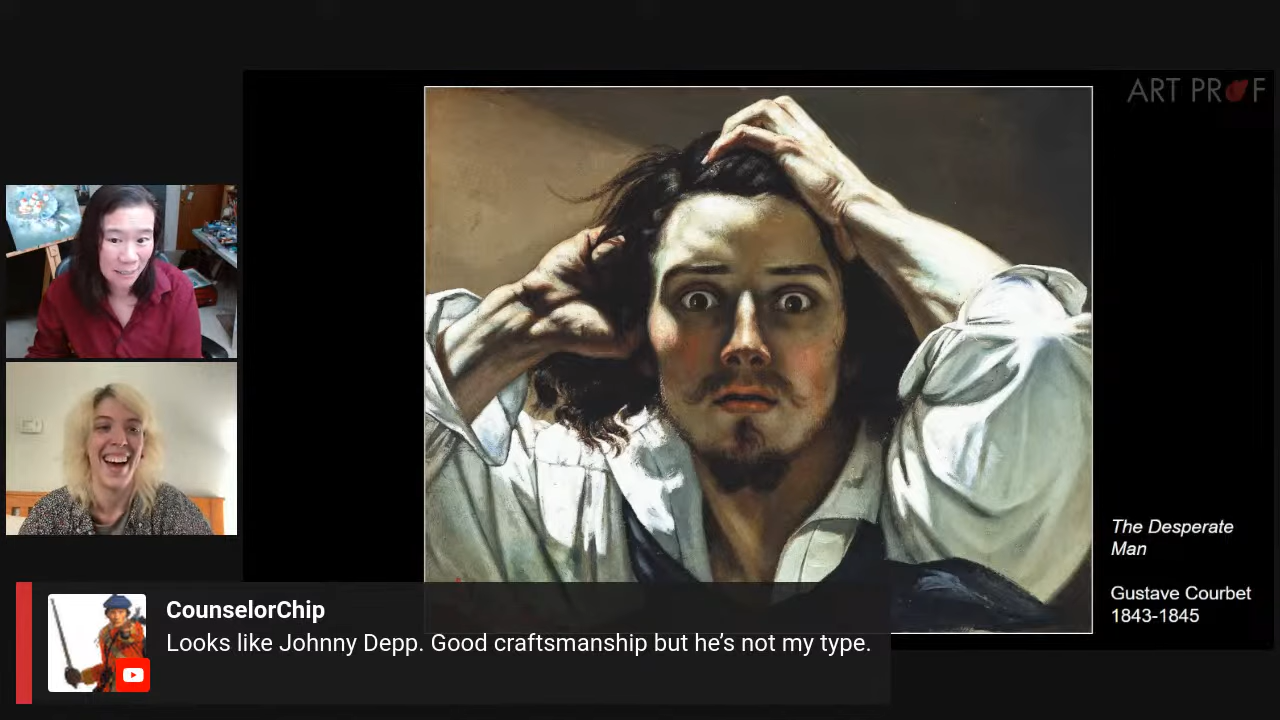 ART PROF
The Desperate
Man
Gustave Courbet
1843-1845
CounselorChip
Looks like Johnny Depp. Good craftsmanship but he’s not my type.